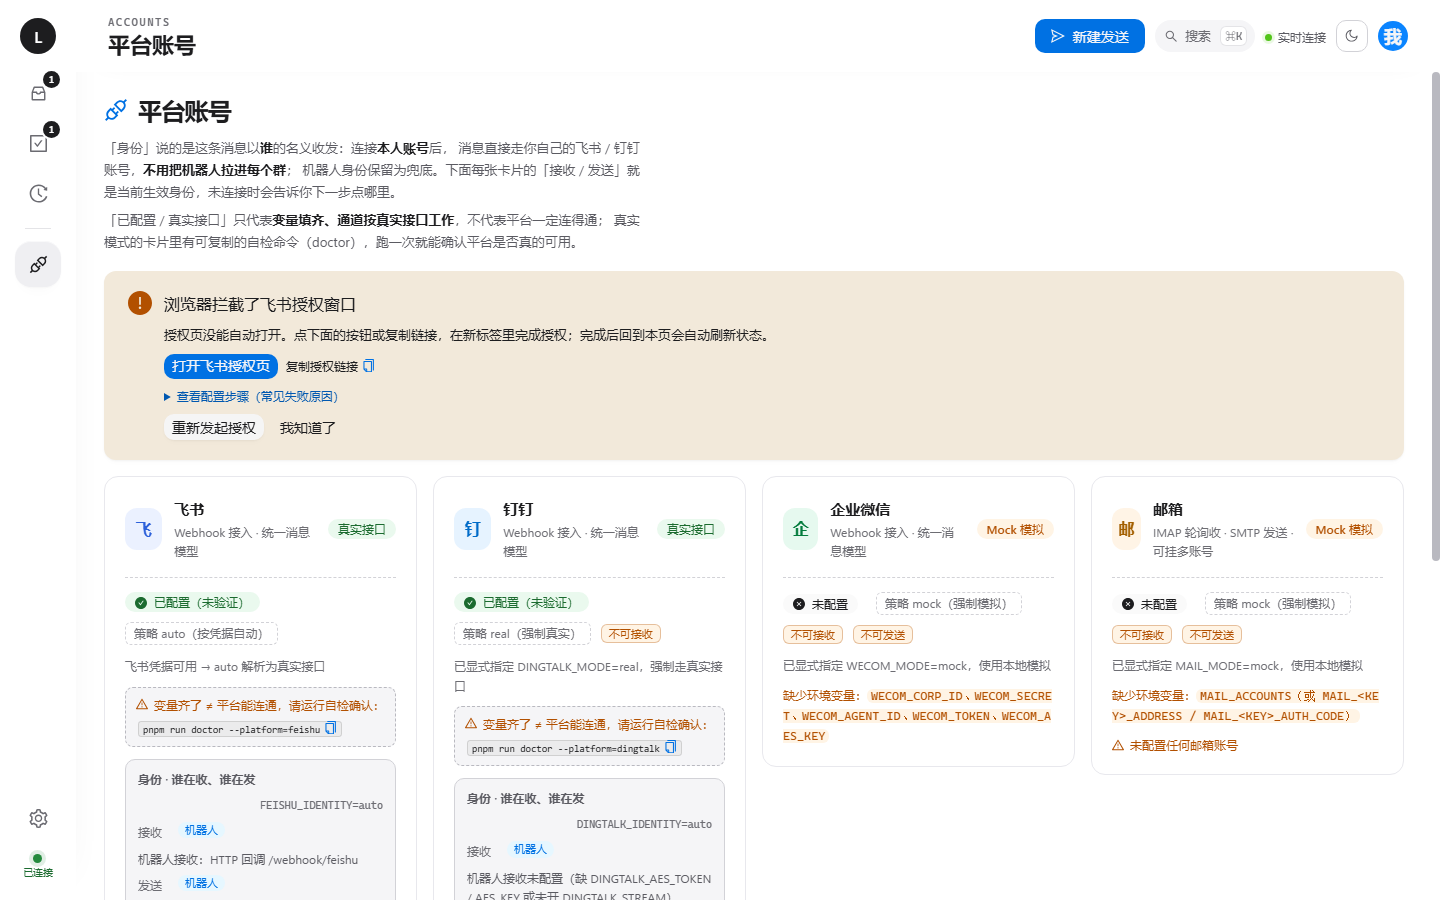 L
ACCOUNTS
平台账号
新建发送
搜索
⌘K
实时连接
我
1
1
平台账号
「身份」说的是这条消息以谁的名义收发：连接本人账号后， 消息直接走你自己的飞书 / 钉钉
账号，不用把机器人拉进每个群； 机器人身份保留为兜底。下面每张卡片的「接收 / 发送」就
是当前生效身份，未连接时会告诉你下一步点哪里。
「已配置 / 真实接口」只代表变量填齐、通道按真实接口工作，不代表平台一定连得通； 真实
模式的卡片里有可复制的自检命令（doctor），跑一次就能确认平台是否真的可用。
浏览器拦截了飞书授权窗口
授权页没能自动打开。点下面的按钮或复制链接，在新标签里完成授权；完成后回到本页会自动刷新状态。
打开飞书授权页
复制授权链接
查看配置步骤（常见失败原因）
重新发起授权
我知道了
飞
飞书
Webhook 接入 · 统一消息
模型
真实接口
已配置（未验证）
策略 auto（按凭据自动）
飞书凭据可用 → auto 解析为真实接口
变量齐了 ≠ 平台能连通，请运行自检确认：
pnpm run doctor --platform=feishu
身份 · 谁在收、谁在发
FEISHU_IDENTITY=auto
接收
机器人
机器人接收：HTTP 回调 /webhook/feishu
发送
机器人
钉
钉钉
Webhook 接入 · 统一消息
模型
真实接口
已配置（未验证）
策略 real（强制真实）
不可接收
已显式指定 DINGTALK_MODE=real，强制走真实接
口
变量齐了 ≠ 平台能连通，请运行自检确认：
pnpm run doctor --platform=dingtalk
身份 · 谁在收、谁在发
DINGTALK_IDENTITY=auto
接收
机器人
机器人接收未配置（缺 DINGTALK_AES_TOKEN
/ AES_KEY 或未开 DINGTALK_STREAM）
企
企业微信
Webhook 接入 · 统一消
息模型
Mock 模拟
未配置
策略 mock（强制模拟）
不可接收
不可发送
已显式指定 WECOM_MODE=mock，使用本地模拟
缺少环境变量： WECOM_CORP_ID、WECOM_SECRE
T、WECOM_AGENT_ID、WECOM_TOKEN、WECOM_A
ES_KEY
邮
邮箱
IMAP 轮询收 · SMTP 发送 ·
可挂多账号
Mock 模拟
未配置
策略 mock（强制模拟）
不可接收
不可发送
已显式指定 MAIL_MODE=mock，使用本地模拟
缺少环境变量： MAIL_ACCOUNTS（或 MAIL_<KE
Y>_ADDRESS / MAIL_<KEY>_AUTH_CODE）
未配置任何邮箱账号
已连接